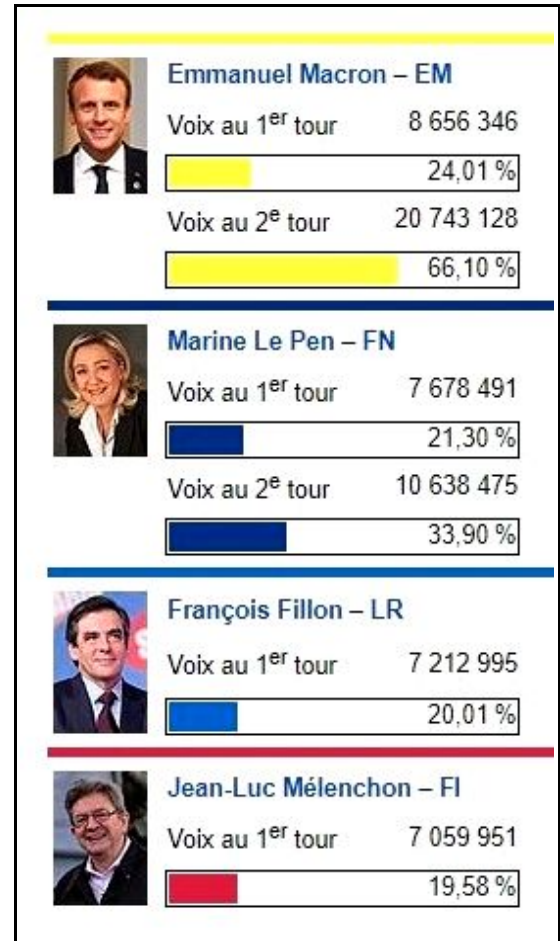 Emmanuel Macron – EM
Voix au 1er tour 8 656 346
24,01 %
Voix au 2e tour 20 743 128
66,10 %
Marine Le Pen – FN
Voix au 1er tour 7 678 491
21,30 %
Voix au 2e tour 10 638 475
33,90 %
François Fillon – LR
Voix au 1er tour 7 212 995
20,01 %
Jean-Luc Mélenchon – FI
Voix au 1er tour 7 059 951
19,58 %